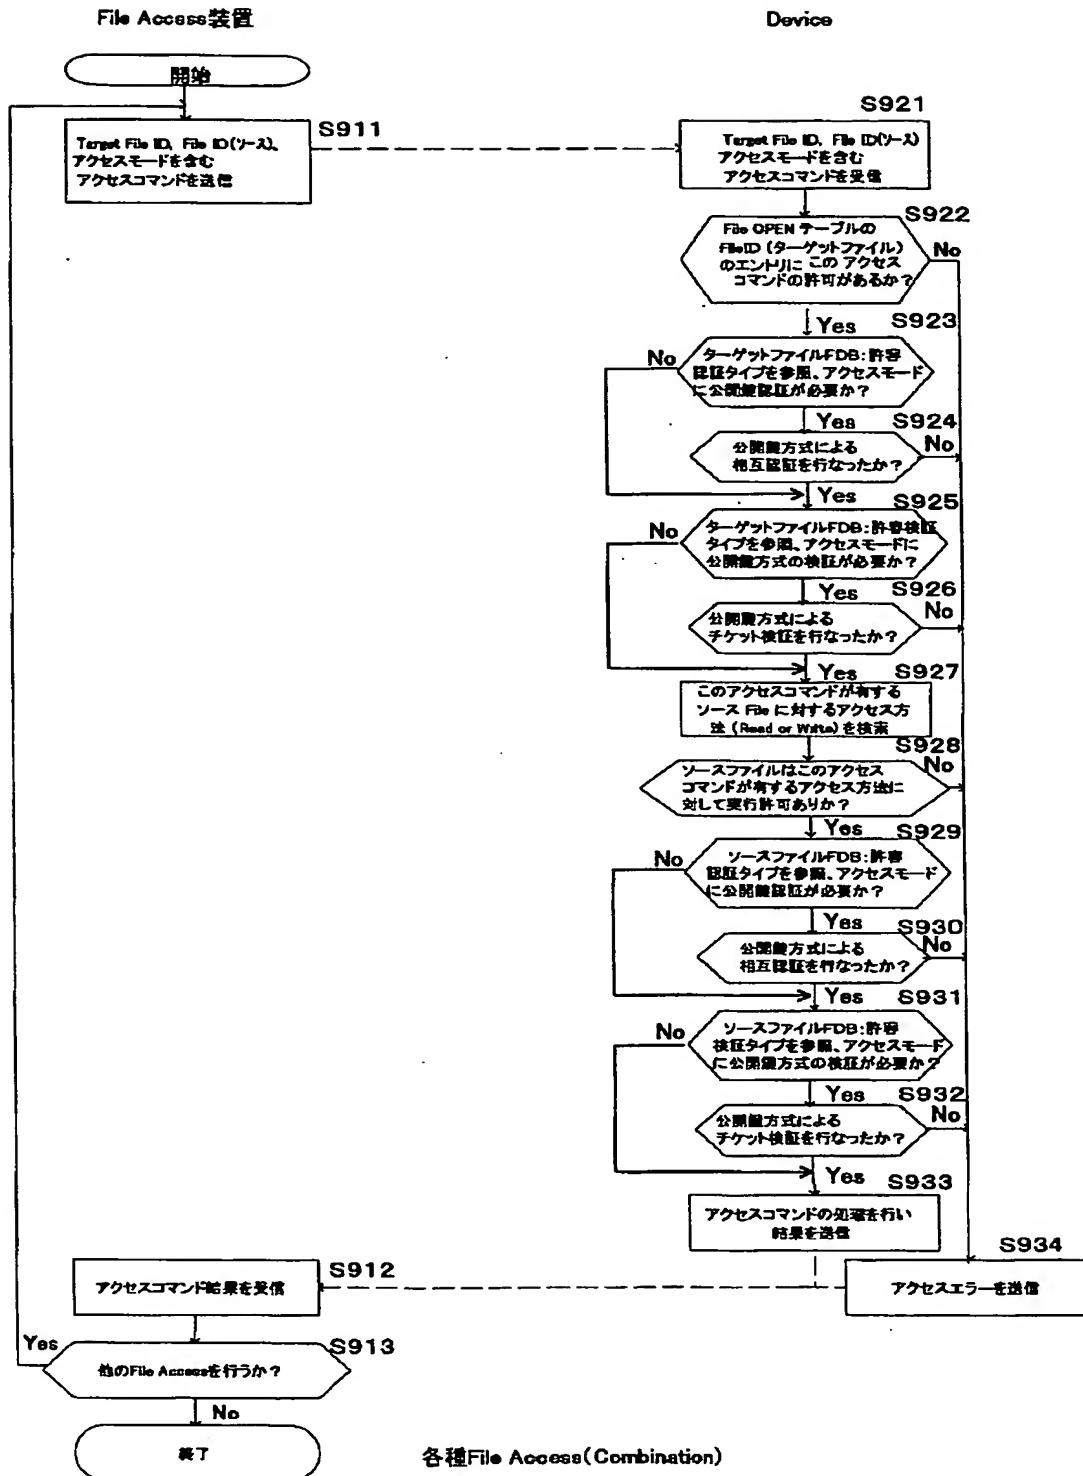 File Access装置
Device
開始
S911
Target File ID、File ID(ソース)、
アクセスモードを含む
アクセスコマンドを送信
S921
Target File ID、File ID(ソース)
アクセスモードを含む
アクセスコマンドを受信
S922
File OPEN テーブルの
FileID (ターゲットファイル)
のエントリに このアクセス
コマンドの許可があるか?
No
Yes
S923
No
ターゲットファイルFDB:許容
認証タイプを参照、アクセスモード
に公開鍵認証が必要か?
Yes
S924
公開鍵方式による
相互認証を行なったか?
No
Yes
S925
No
ターゲットファイルFDB:許容検証
タイプを参照、アクセスモードに
公開鍵方式の検証が必要か?
Yes
S926
公開鍵方式による
チケット検証を行なったか?
No
Yes
S927
このアクセスコマンドが有する
ソース File に対するアクセス方
法 (Read or Write) を検索
S928
ソースファイルはこのアクセス
コマンドが有するアクセス方法に
対して実行許可ありか?
No
Yes
S929
No
ソースファイルFDB:許容
認証タイプを参照、アクセスモード
に公開鍵認証が必要か?
Yes
S930
公開鍵方式による
相互認証を行なったか?
No
Yes
S931
No
ソースファイルFDB:許容
検証タイプを参照、アクセスモード
に公開鍵方式の検証が必要か?
Yes
S932
公開鍵方式による
チケット検証を行なったか?
No
Yes
S933
アクセスコマンドの処理を行い
結果を送信
S934
アクセスエラーを送信
S912
アクセスコマンド結果を受信
Yes
S913
他のFile Accessを行うか?
No
終了
各種File Access(Combination)